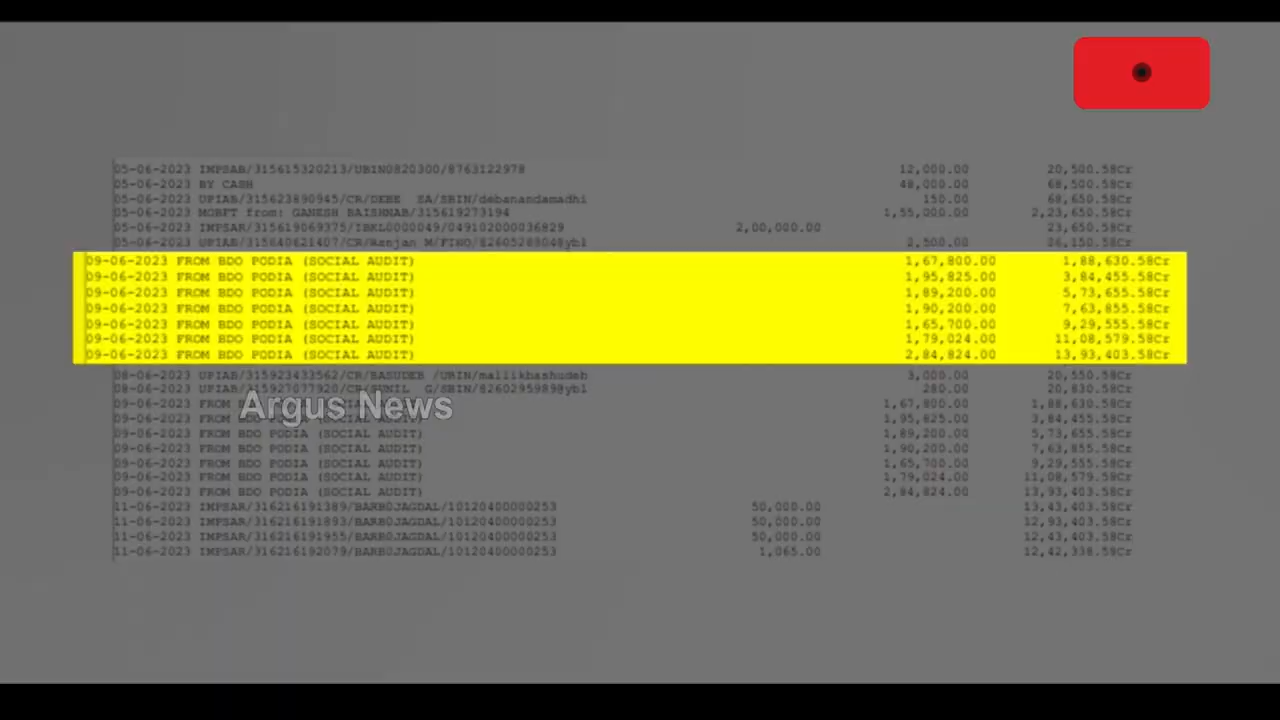 05-06-2023 IMPSAB/315615320213/UBIN0820300/8763122978 12,000.00 20,500.58Cr
05-06-2023 BY CASH 48,000.00 68,500.58Cr
05-06-2023 UPIAB/315623890945/CR/DEBE SA/SBIN/debanandamadhi 150.00 68,650.58Cr
05-06-2023 MOBFT from: GANESH BAISHNAB/315619273194 1,55,000.00 2,23,650.58Cr
05-06-2023 IMPSAR/315619069375/IBKL0000049/049102000036829 2,00,000.00 23,650.58Cr
05-06-2023 2,500.00 26,150.58Cr
09-06-2023 FROM BDO PODIA (SOCIAL AUDIT) 1,67,800.00 1,88,630.58Cr
09-06-2023 FROM BDO PODIA (SOCIAL AUDIT) 1,95,825.00 3,84,455.58Cr
09-06-2023 FROM BDO PODIA (SOCIAL AUDIT) 1,89,200.00 5,73,655.58Cr
09-06-2023 FROM BDO PODIA (SOCIAL AUDIT) 1,90,200.00 7,63,855.58Cr
09-06-2023 FROM BDO PODIA (SOCIAL AUDIT) 1,65,700.00 9,29,555.58Cr
09-06-2023 FROM BDO PODIA (SOCIAL AUDIT) 1,79,024.00 11,08,579.58Cr
09-06-2023 FROM BDO PODIA (SOCIAL AUDIT) 2,84,824.00 13,93,403.58Cr
08-06-2023 UPIAB/315923433562/CR/BASUDEB /UBIN/mallikbashudeb 3,000.00 20,550.58Cr
08-06-2023 UPIAB/315927077920/CR/SUNIL G/SBIN/8260295989@ybl 280.00 20,830.58Cr
Argus News
09-06-2023 FROM BDO PODIA (SOCIAL AUDIT) 1,67,800.00 1,88,630.58Cr
09-06-2023 FROM BDO PODIA (SOCIAL AUDIT) 1,95,825.00 3,84,455.58Cr
09-06-2023 FROM BDO PODIA (SOCIAL AUDIT) 1,89,200.00 5,73,655.58Cr
09-06-2023 FROM BDO PODIA (SOCIAL AUDIT) 1,90,200.00 7,63,855.58Cr
09-06-2023 FROM BDO PODIA (SOCIAL AUDIT) 1,65,700.00 9,29,555.58Cr
09-06-2023 FROM BDO PODIA (SOCIAL AUDIT) 1,79,024.00 11,08,579.58Cr
09-06-2023 FROM BDO PODIA (SOCIAL AUDIT) 2,84,824.00 13,93,403.58Cr
11-06-2023 IMPSAR/316216191389/BARB0JAGDAL/10120400000253 50,000.00 13,43,403.58Cr
11-06-2023 IMPSAR/316216191893/BARB0JAGDAL/10120400000253 50,000.00 12,93,403.58Cr
11-06-2023 IMPSAR/316216191955/BARB0JAGDAL/10120400000253 50,000.00 12,43,403.58Cr
11-06-2023 IMPSAR/316216192079/BARB0JAGDAL/10120400000253 1,065.00 12,42,338.58Cr